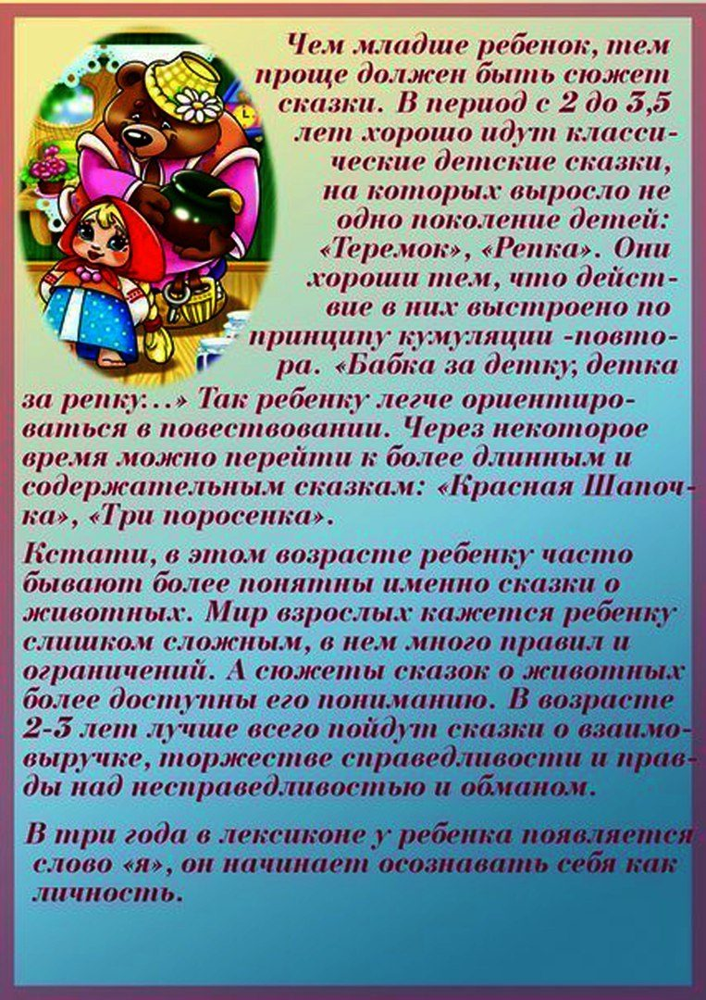 Чем младше ребенок, тем
проще должен быть сюжет
сказки. В период с 2 до 3,5
лет хорошо идут класси-
ческие детские сказки,
на которых выросло не
одно поколение детей:
«Теремок», «Репка». Они
хороши тем, что дейст-
вие в них выстроено по
принципу кумуляции -повто-
ра. «Бабка за детку, детка
за репку...» Так ребенку легче ориентиро-
ваться в повествовании. Через некоторое
время можно перейти к более длинным и
содержательным сказкам: «Красная Шапоч-
ка», «Три поросенка».
Кстати, в этом возрасте ребенку часто
бывают более понятны именно сказки о
животных. Мир взрослых кажется ребенку
слишком сложным, в нем много правил и
ограничений. А сюжеты сказок о животных
более доступны его пониманию. В возрасте
2-3 лет лучше всего пойдут сказки о взаимо-
выручке, торжестве справедливости и прав-
ды над несправедливостью и обманом.
В три года в лексиконе у ребенка появляется
слово «я», он начинает осознавать себя как
личность.